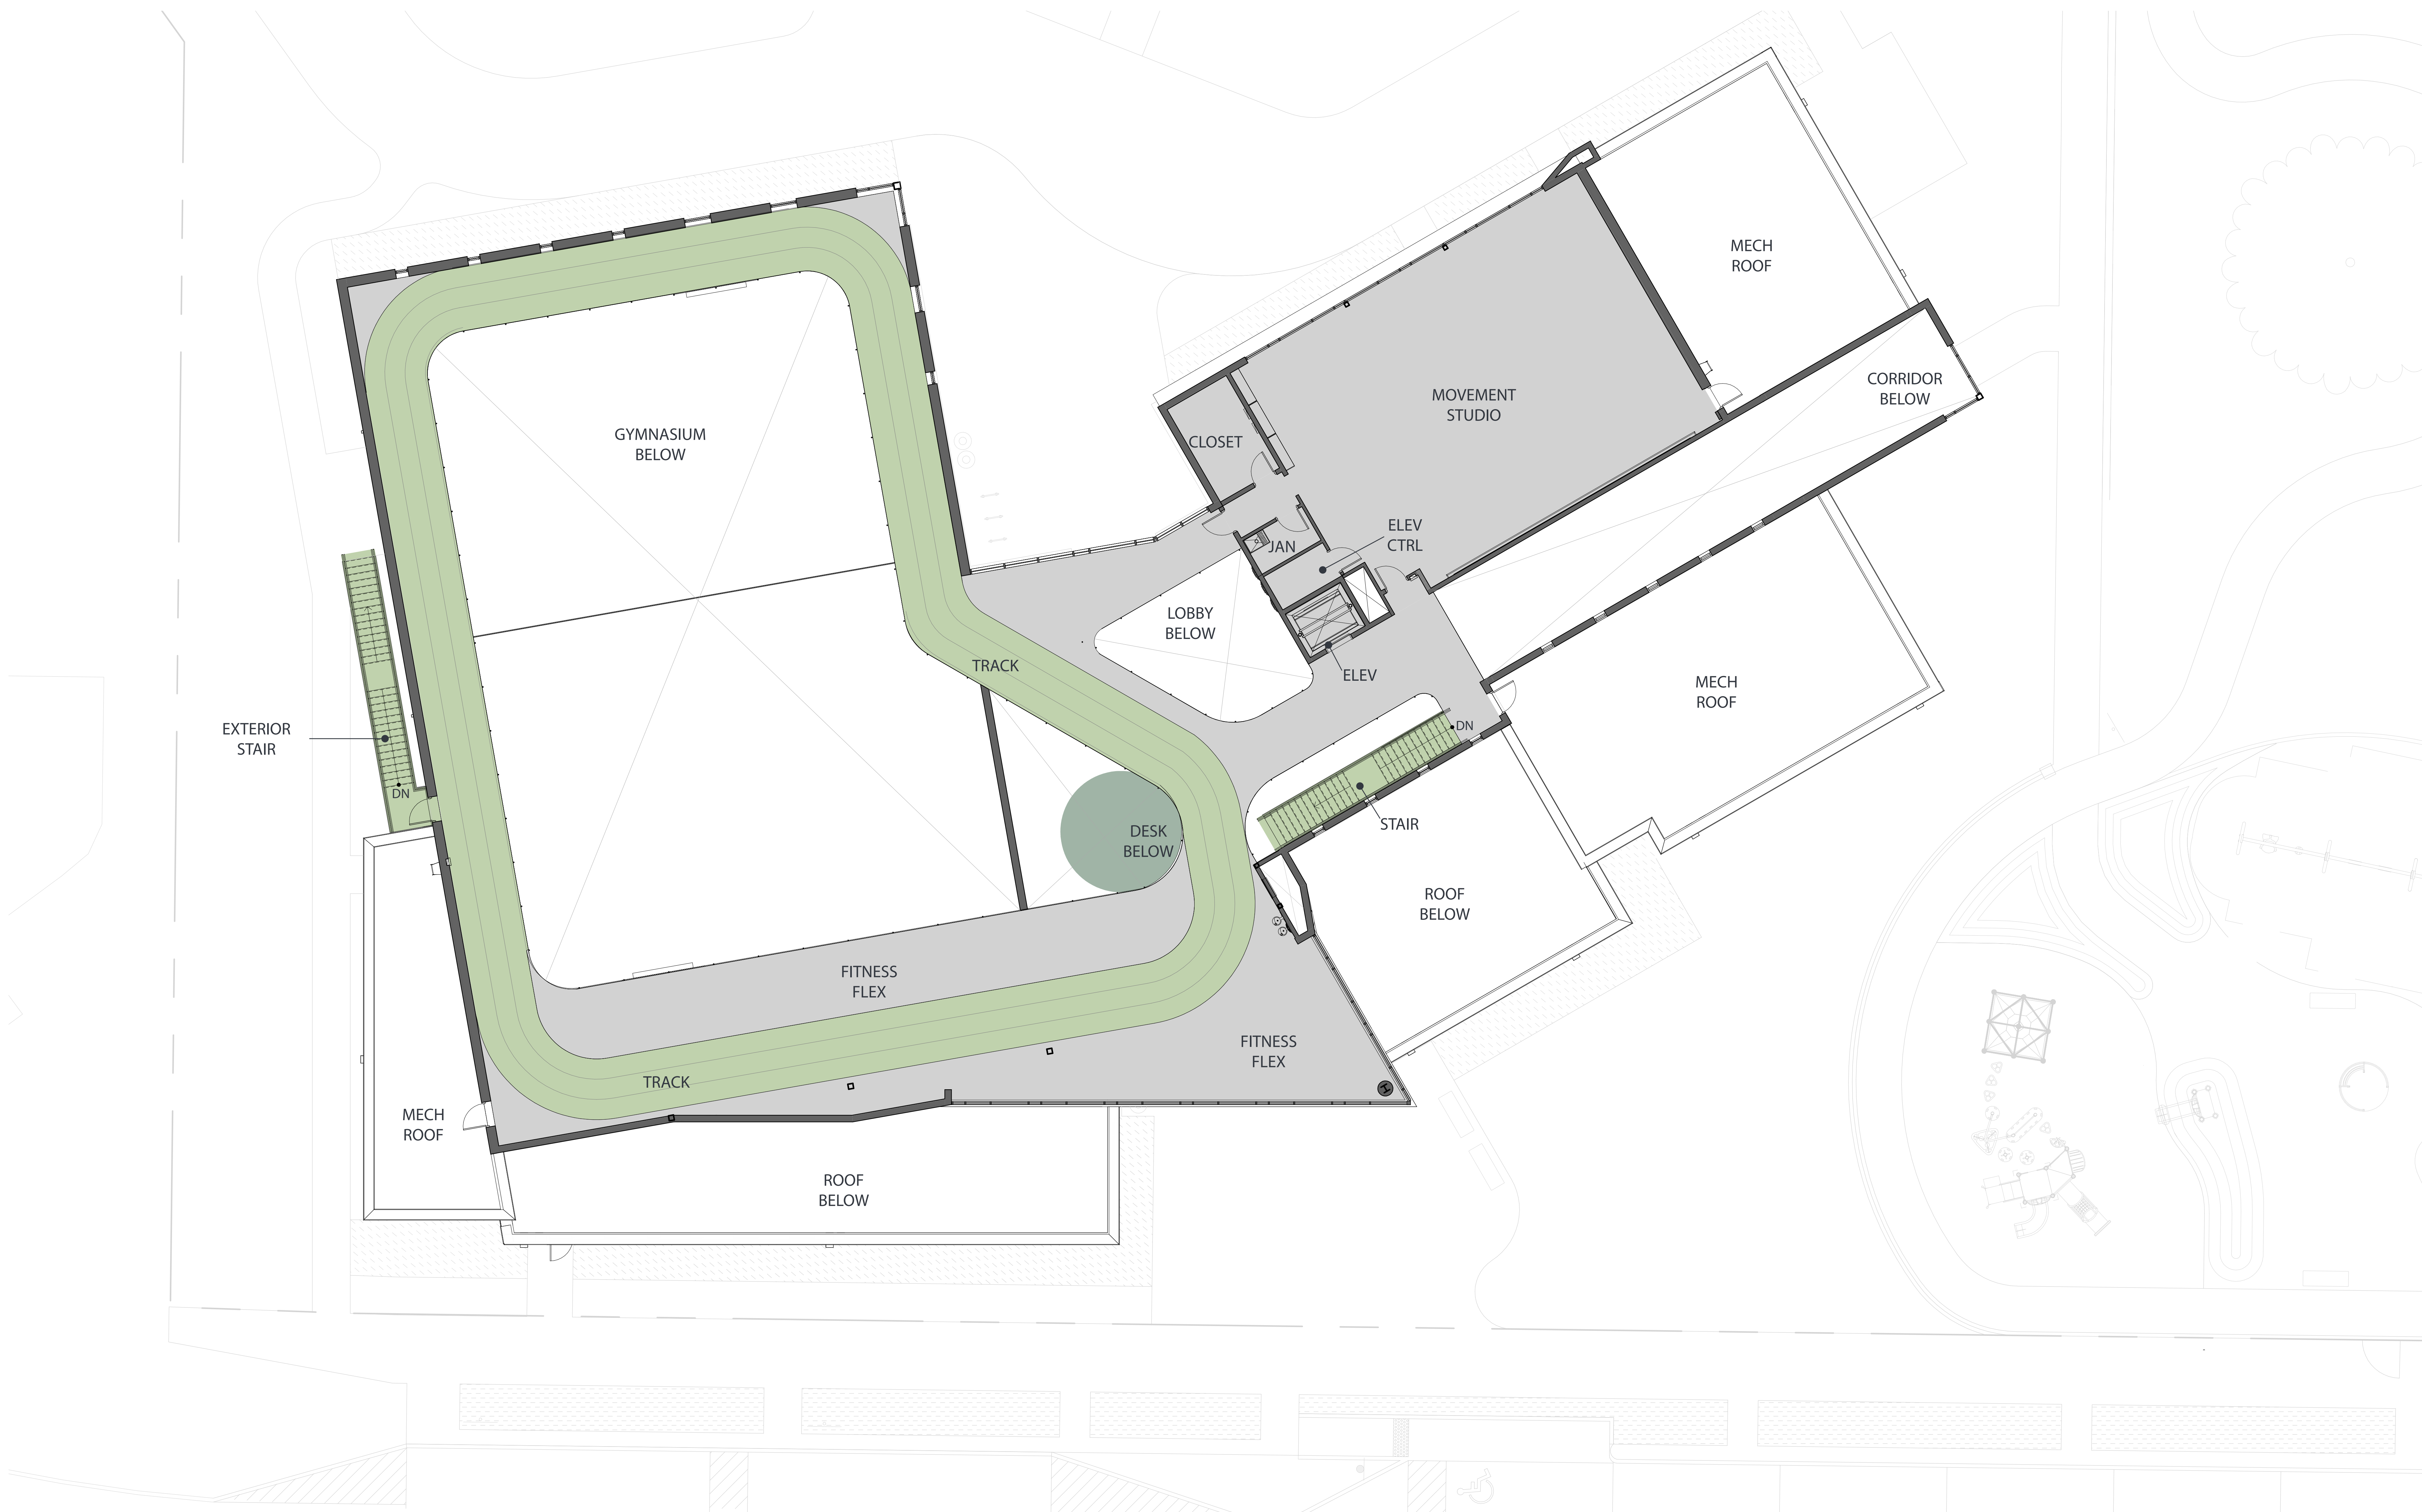 MECH
ROOF
CORRIDOR
BELOW
MOVEMENT
STUDIO
GYMNASIUM
BELOW
CLOSET
ELEV
CTRL
JAN
LOBBY
BELOW
TRACK
ELEV
MECH
ROOF
EXTERIOR
STAIR
DN
DN
STAIR
DESK
BELOW
ROOF
BELOW
FITNESS
FLEX
FITNESS
FLEX
TRACK
MECH
ROOF
ROOF
BELOW